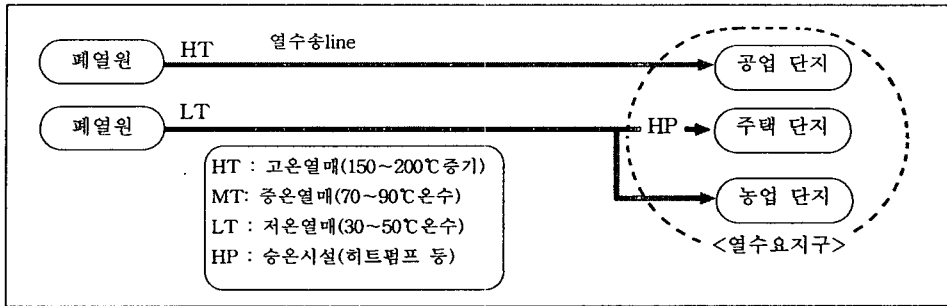 폐열원 HT 열수송line 공업 단지
폐열원 LT HP 주택 단지
HT : 고온열매(150~200℃증기)
MT: 중온열매(70~90℃온수)
LT : 저온열매(30~50℃온수)
HP : 승온시설(히트펌프 등)
농업 단지
<열수요지구>